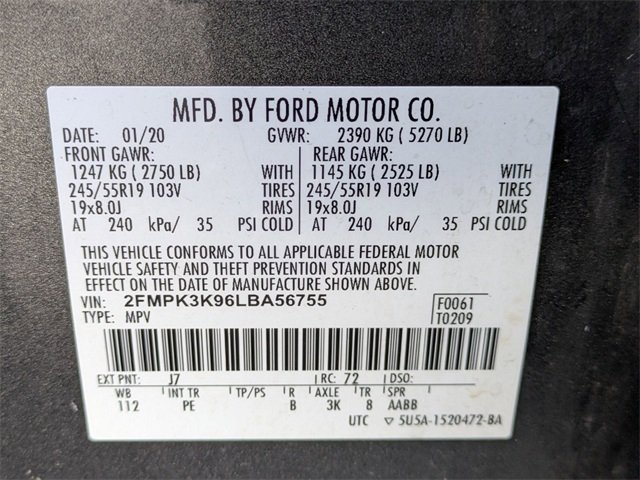 MFD. BY FORD MOTOR CO.
DATE: 01/20 GVWR: 2390 KG ( 5270 LB)
FRONT GAWR: REAR GAWR:
1247 KG ( 2750 LB) WITH 1145 KG ( 2525 LB) WITH
245/55R19 103V TIRES 245/55R19 103V TIRES
19x8.0J RIMS 19x8.0J RIMS
AT 240 kPa/ 35 PSI COLD AT 240 kPa/ 35 PSI COLD
THIS VEHICLE CONFORMS TO ALL APPLICABLE FEDERAL MOTOR
VEHICLE SAFETY AND THEFT PREVENTION STANDARDS IN
EFFECT ON THE DATE OF MANUFACTURE SHOWN ABOVE.
VIN: 2FMPK3K96LBA56755 F0061
TYPE: MPV T0209
EXT PNT: J7 RC: 72 DSO:
WB INT TR TP/PS R AXLE TR SPR
112 PE B 3K 8 AABB
UTC ▽ 5U5A-1520472-BA